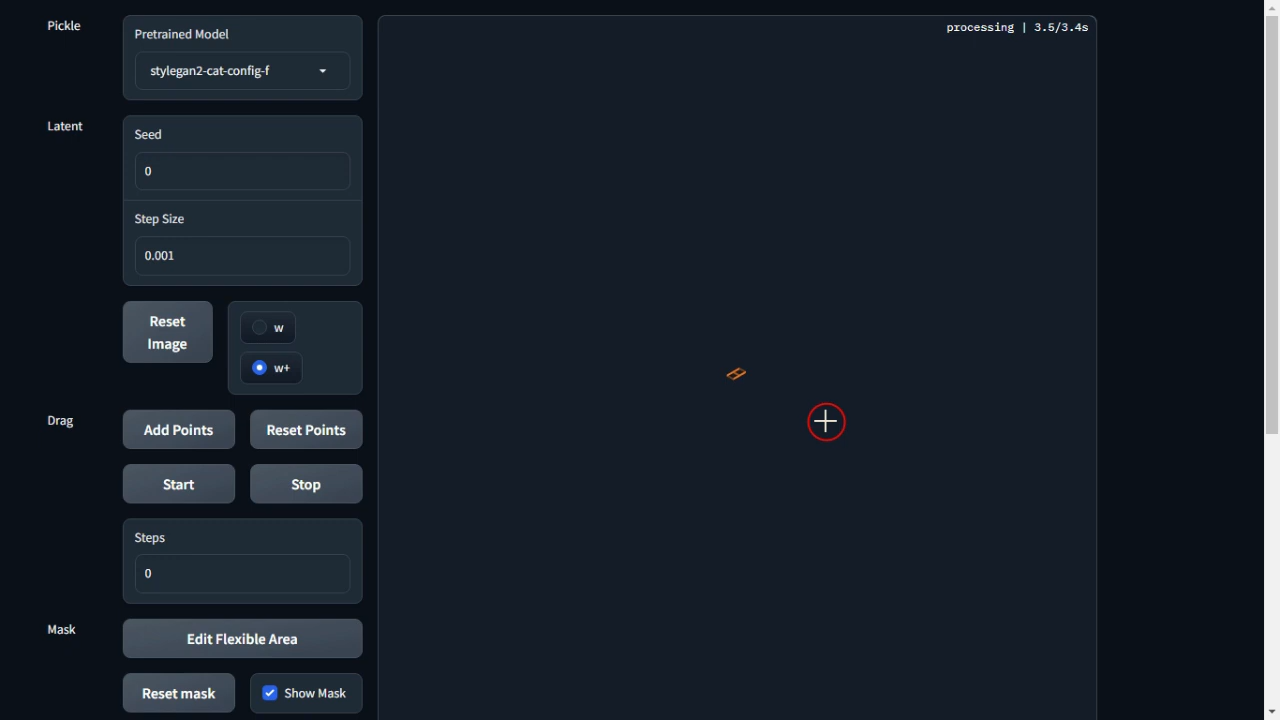 Pickle
Pretrained Model
processing | 3.5/3.4s
stylegan2-cat-config-f
Latent
Seed
0
Step Size
0.001
Reset
Image
w
w+
Drag
Add Points
Reset Points
Start
Stop
Steps
0
Mask
Edit Flexible Area
Reset mask
Show Mask